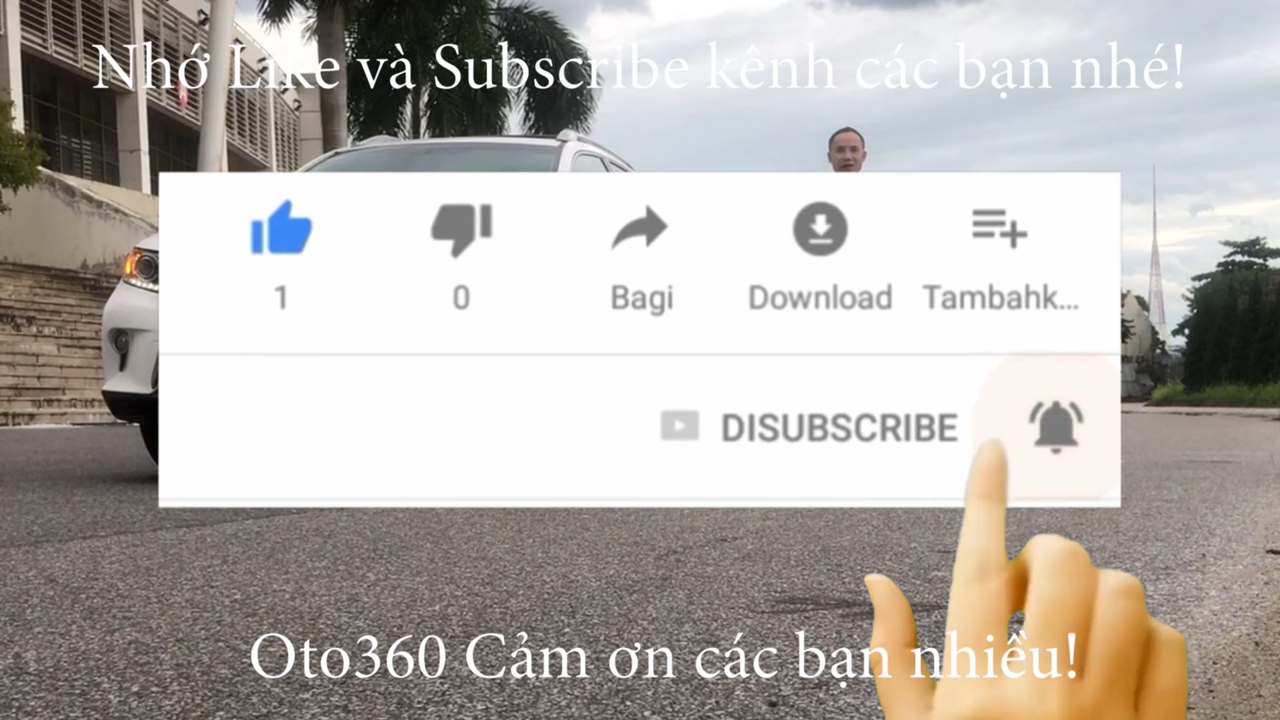 Nhớ Like và Subscribe kênh các bạn nhé!
1 0 Bagi Download Tambahk...
DISUBSCRIBE
Oto360 Cảm ơn các bạn nhiều!